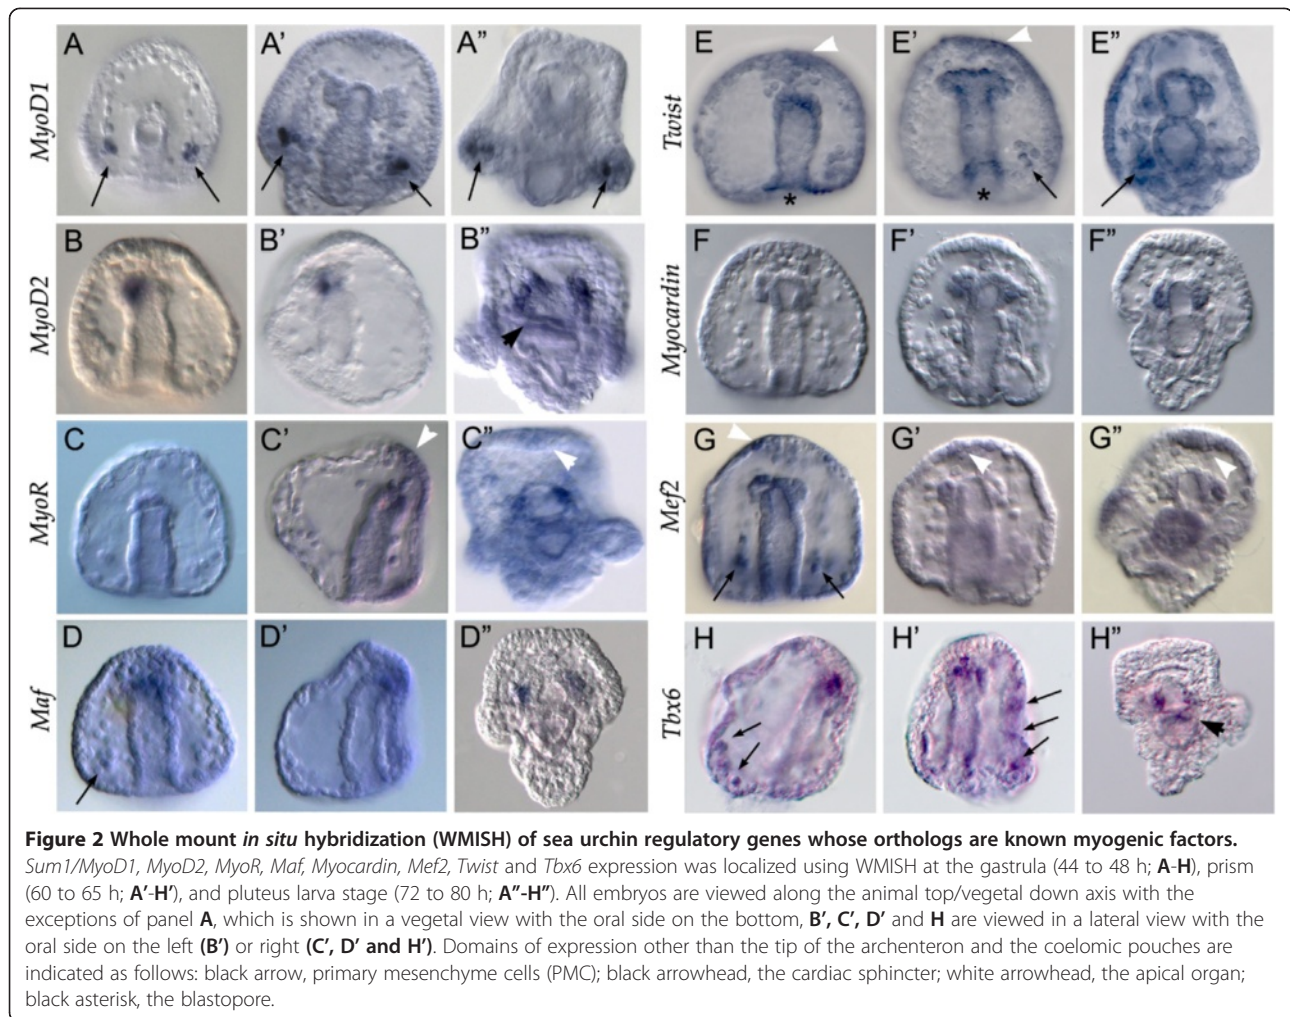 A A' A" E E' E"
MyoD1 Twist
* *
B B' B" F F' F"
MyoD2 Myocardin
C C' C" G G' G"
MyoR Mef2
D D' D" H H' H"
Maf Tbx6
Figure 2 Whole mount in situ hybridization (WMISH) of sea urchin regulatory genes whose orthologs are known myogenic factors.
Sum1/MyoD1, MyoD2, MyoR, Maf, Myocardin, Mef2, Twist and Tbx6 expression was localized using WMISH at the gastrula (44 to 48 h; A-H), prism
(60 to 65 h; A'-H'), and pluteus larva stage (72 to 80 h; A"-H"). All embryos are viewed along the animal top/vegetal down axis with the
exceptions of panel A, which is shown in a vegetal view with the oral side on the bottom, B', C', D' and H are viewed in a lateral view with the
oral side on the left (B') or right (C', D' and H'). Domains of expression other than the tip of the archenteron and the coelomic pouches are
indicated as follows: black arrow, primary mesenchyme cells (PMC); black arrowhead, the cardiac sphincter; white arrowhead, the apical organ;
black asterisk, the blastopore.